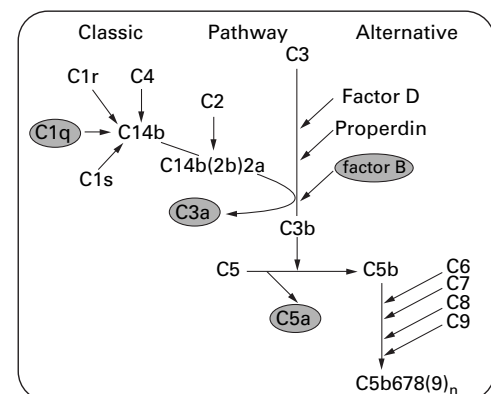 Classic Pathway Alternative
C3
C1r C4
C2
Factor D
C1q C14b
Properdin
C14b(2b)2a
factor B
C1s
C3a
C3b
C5 C5b
C6
C7
C8
C9
C5a
C5b678(9)n